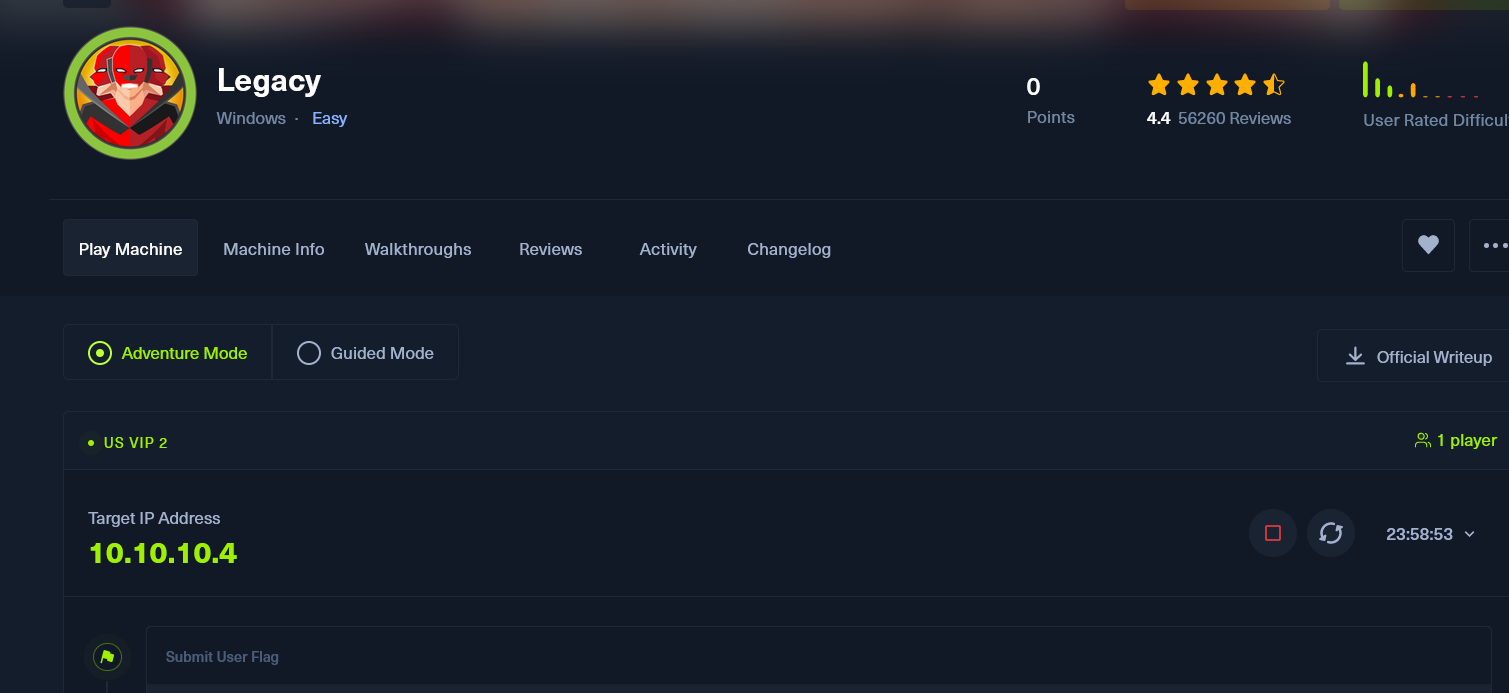 Legacy
Windows · Easy
0
Points
4.4 56260 Reviews
User Rated Difficul
Play Machine
Machine Info
Walkthroughs
Reviews
Activity
Changelog
Adventure Mode
Guided Mode
Official Writeup
US VIP 2
1 player
Target IP Address
10.10.10.4
23:58:53
Submit User Flag